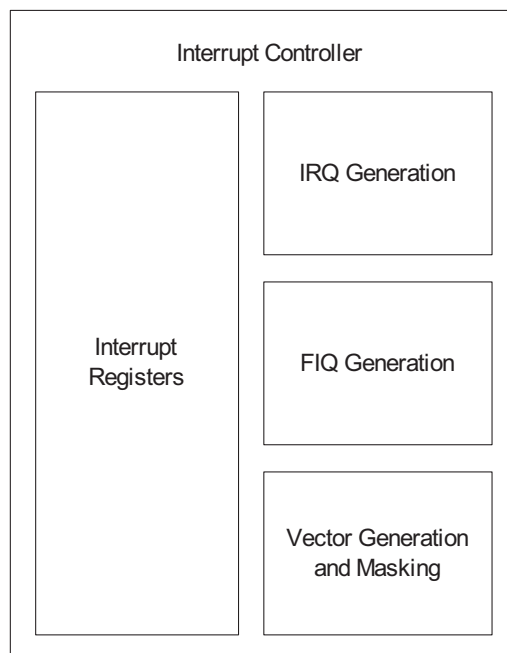 Interrupt Controller
Interrupt
Registers
IRQ Generation
FIQ Generation
Vector Generation
and Masking